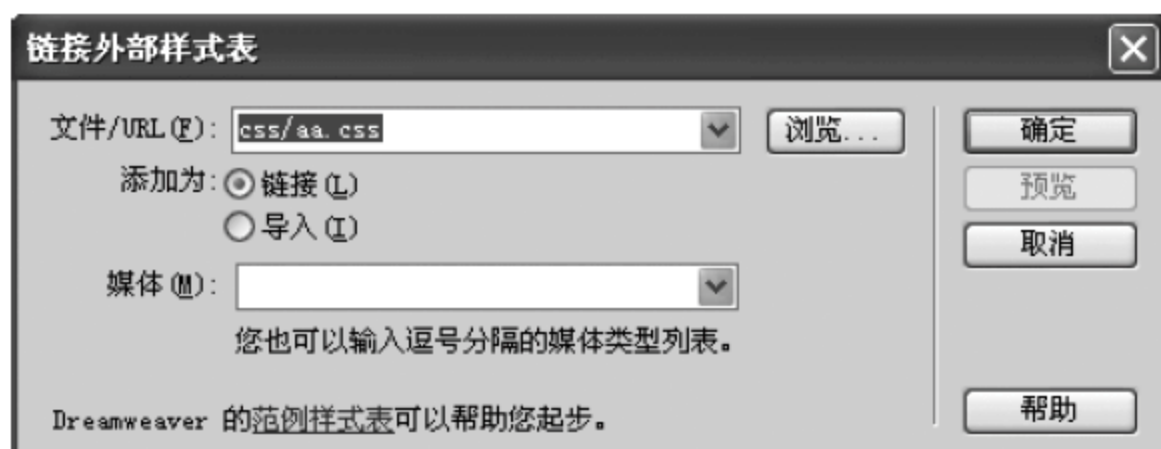 链接外部样式表
文件/URL(F): css/aa.css 浏览... 确定
添加为: 链接(L) 预览
导入(I) 取消
媒体(M):
您也可以输入逗号分隔的媒体类型列表。
Dreamweaver 的范例样式表可以帮助您起步。 帮助